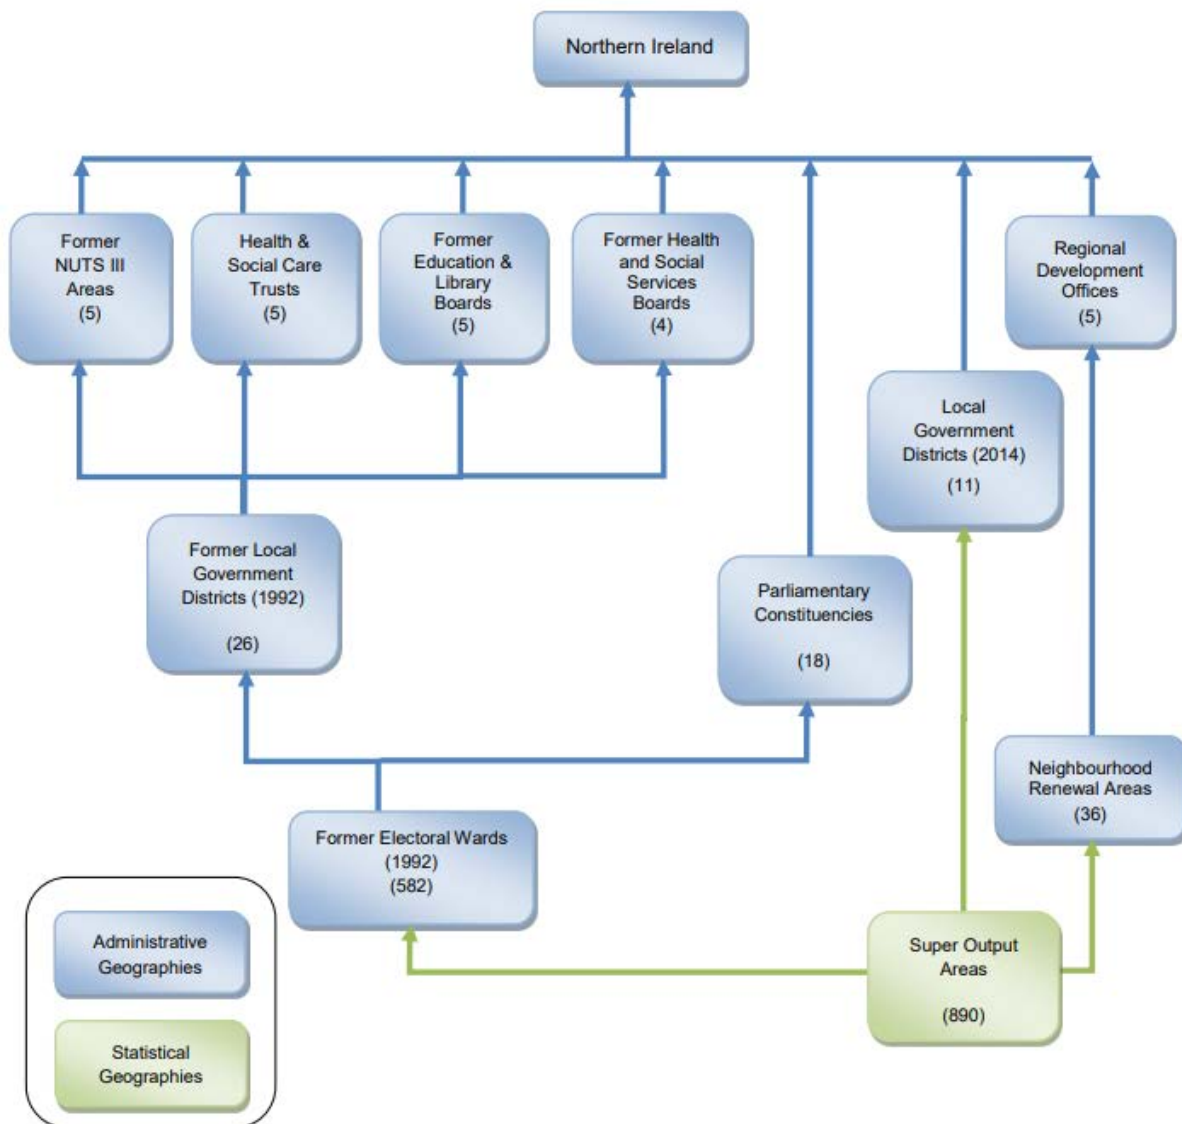 Northern Ireland
Former
NUTS III
Areas
(5)
Health &
Social Care
Trusts
(5)
Former
Education &
Library
Boards
(5)
Former Health
and Social
Services
Boards
(4)
Regional
Development
Offices
(5)
Local
Government
Districts (2014)
(11)
Former Local
Government
Districts (1992)
(26)
Parliamentary
Constituencies
(18)
Neighbourhood
Renewal Areas
(36)
Former Electoral Wards
(1992)
(582)
Super Output
Areas
(890)
Administrative
Geographies
Statistical
Geographies